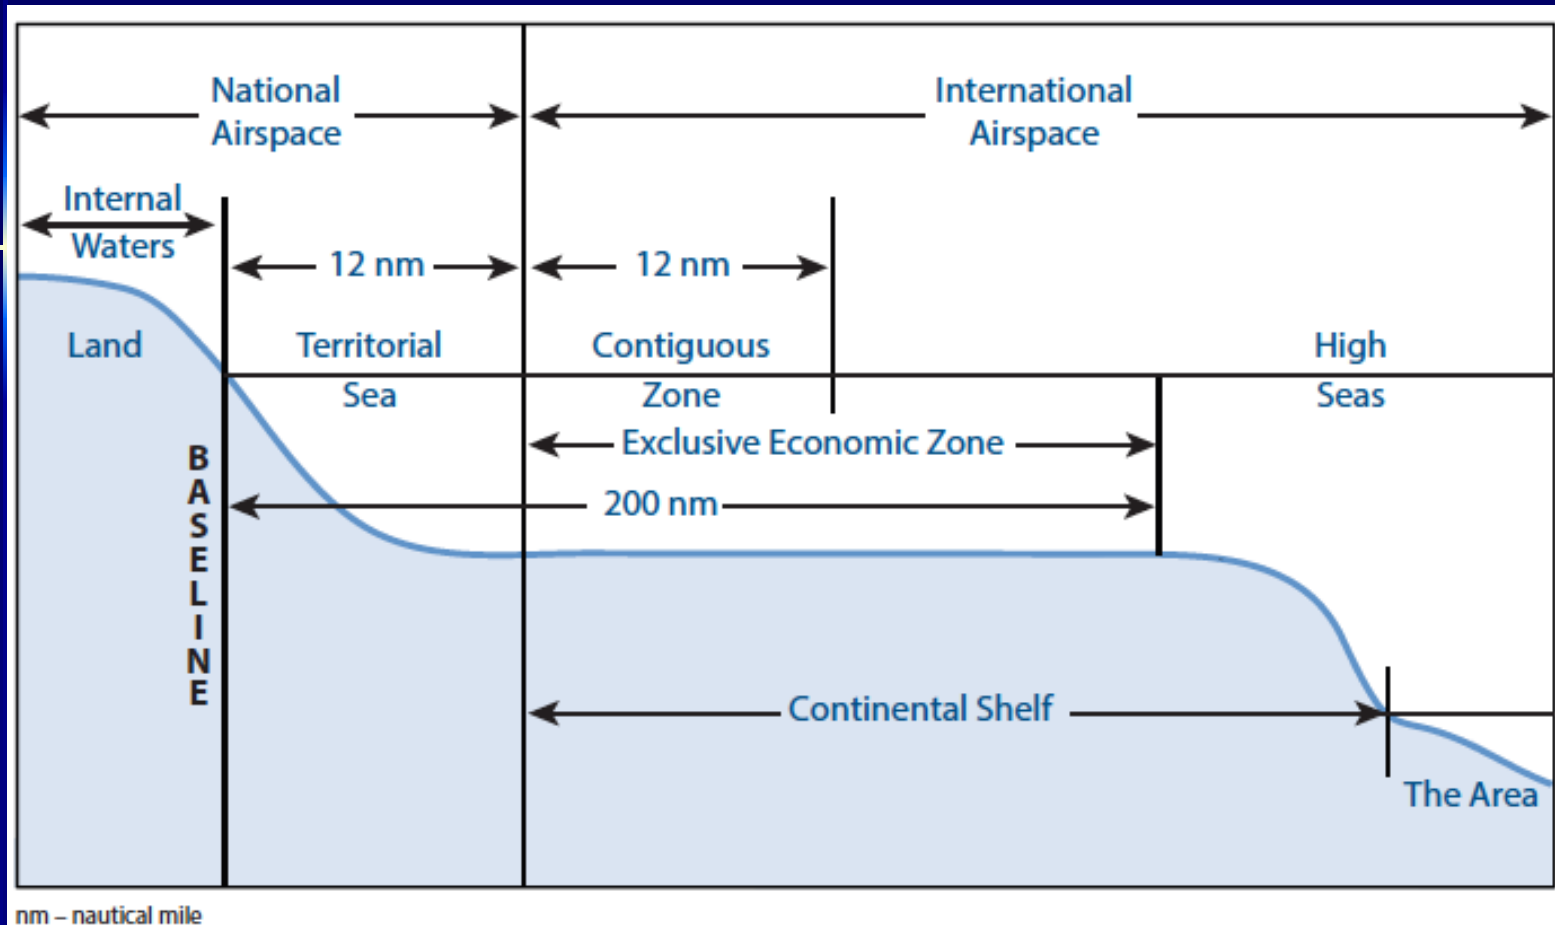 National
Airspace
International
Airspace
Internal
Waters
12 nm
12 nm
Land
Territorial
Sea
Contiguous
Zone
High
Seas
Exclusive Economic Zone
200 nm
BASELINE
Continental Shelf
The Area
nm – nautical mile